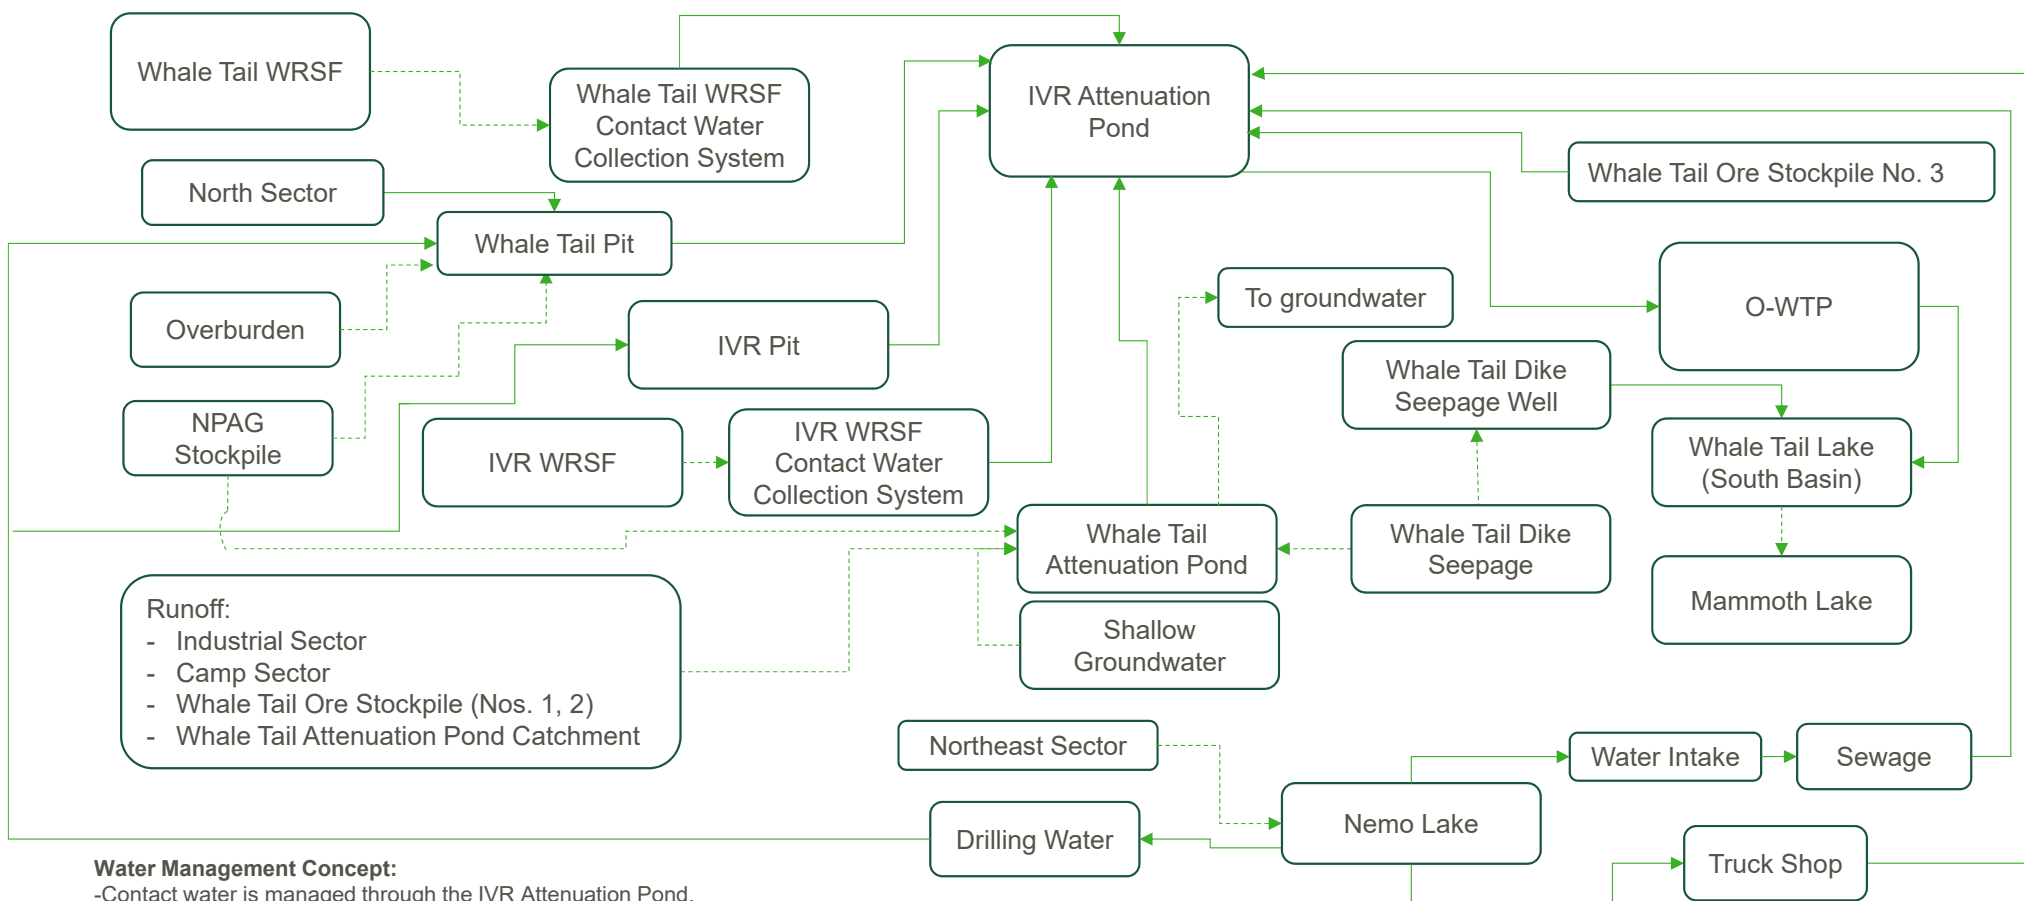 Whale Tail WRSF
Whale Tail WRSF
Contact Water
Collection System
IVR Attenuation
Pond
North Sector
Whale Tail Ore Stockpile No. 3
Whale Tail Pit
To groundwater
O-WTP
Overburden
IVR Pit
Whale Tail Dike
Seepage Well
NPAG
Stockpile
IVR WRSF
IVR WRSF
Contact Water
Collection System
Whale Tail Lake
(South Basin)
Whale Tail
Attenuation Pond
Whale Tail Dike
Seepage
Mammoth Lake
Runoff:
- Industrial Sector
- Camp Sector
- Whale Tail Ore Stockpile (Nos. 1, 2)
- Whale Tail Attenuation Pond Catchment
Shallow
Groundwater
Northeast Sector
Water Intake
Sewage
Nemo Lake
Drilling Water
Truck Shop
Water Management Concept:
-Contact water is managed through the IVR Attenuation Pond.